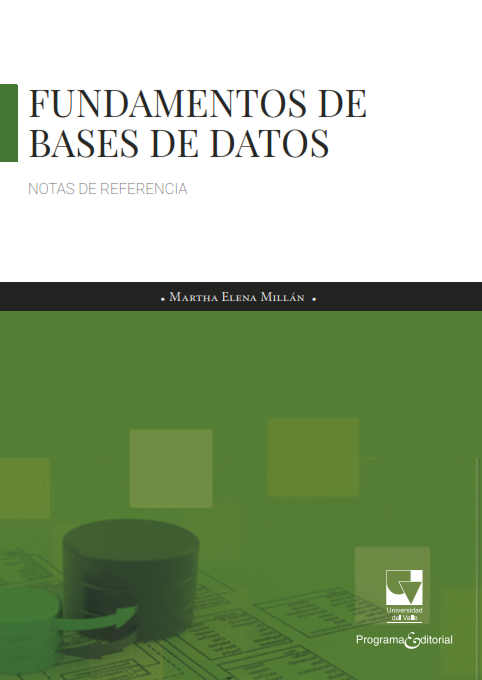 FUNDAMENTOS DE
BASES DE DATOS
NOTAS DE REFERENCIA
• Martha Elena Millán •
Universidad
del Valle
Programa Editorial